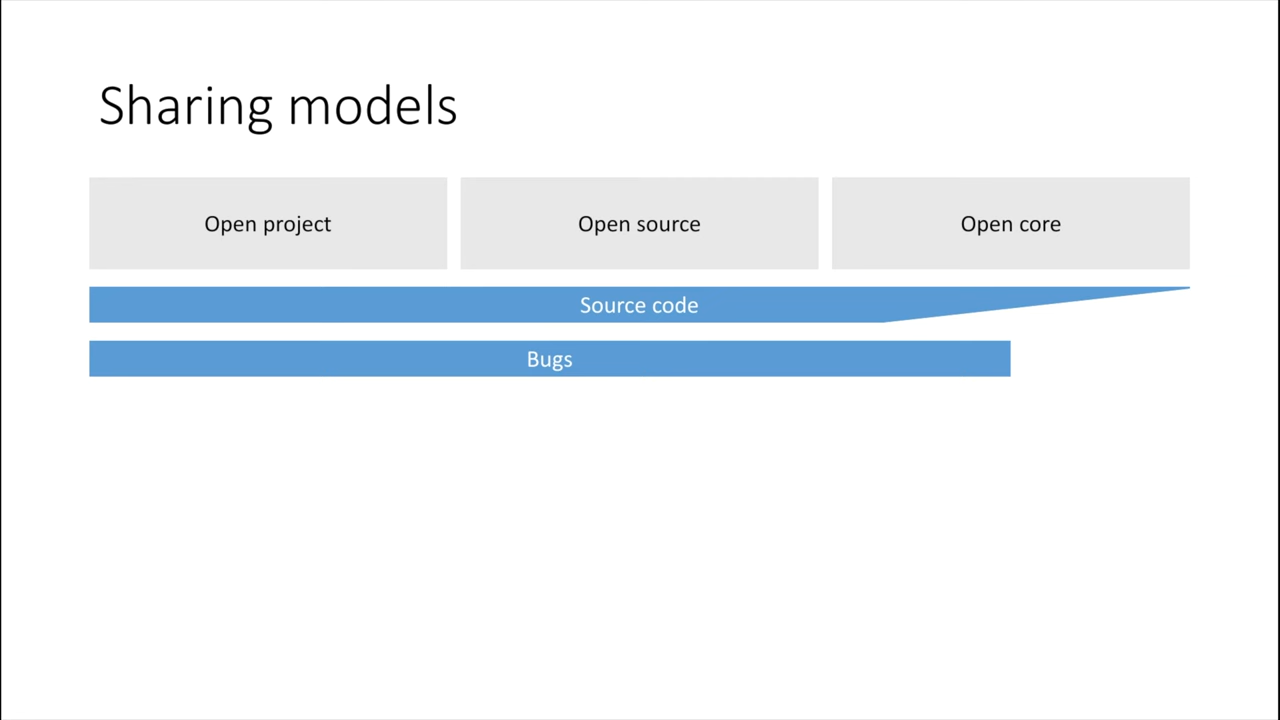 Sharing models
Open project
Open source
Open core
Source code
Bugs